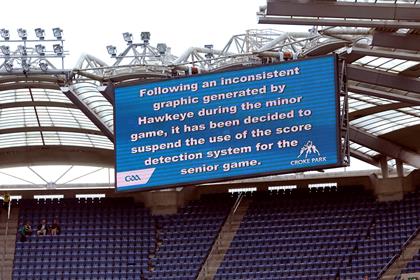 Following an inconsistent
graphic generated by
Hawkeye during the minor
game, it has been decided to
suspend the use of the score
detection system for the
senior game.
GAA
CROKE PARK